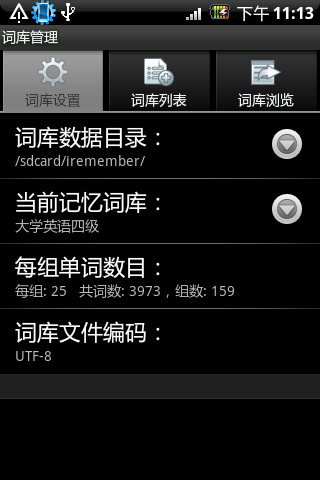 下午 11:13
词库管理
词库设置 词库列表 词库浏览
词库数据目录：
/sdcard/iremember/
当前记忆词库：
大学英语四级
每组单词数目：
每组: 25 共词数: 3973，组数: 159
词库文件编码：
UTF-8